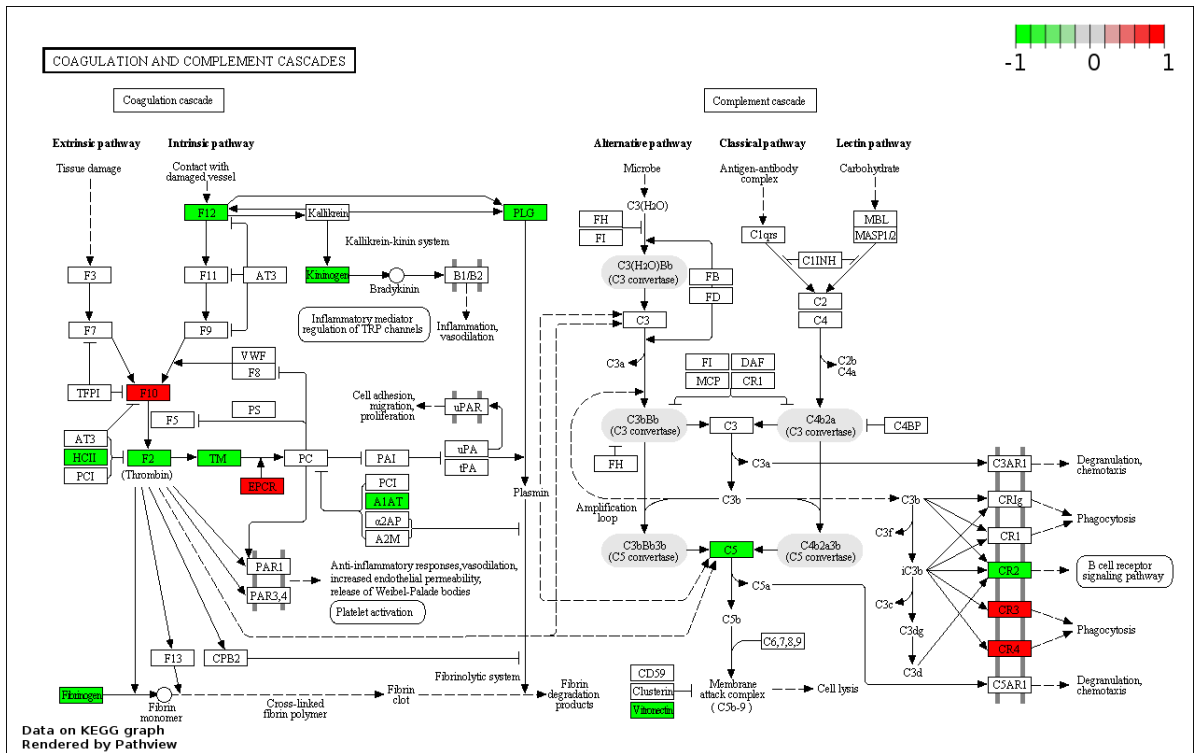 COAGULATION AND COMPLEMENT CASCADES
-1 0 1
Coagulation cascade
Complement cascade
Extrinsic pathway
Intrinsic pathway
Alternative pathway
Classical pathway
Lectin pathway
Tissue damage
Contact with
damaged vessel
Microbe
Antigen-antibody
complex
Carbohydrate
F12
Kallikrein
PLG
C3(H2O)
FH
FI
C1qrs
MBL
MASP1/2
Kallikrein-kinin system
C1INH
F3
F11
AT3
Kininogen
Bradykinin
B1/B2
C3(H2O)Bb
(C3 convertase)
FB
FD
C2
C4
F7
F9
Inflammatory mediator
regulation of TRP channels
Inflammation,
vasodilation
C3
VWF
F8
C3a
FI
DAF
MCP
CR1
C2b
C4a
TFPI
F10
Cell adhesion,
migration,
proliferation
uPAR
F5
PS
C3bBb
(C3 convertase)
C3
C4b2a
(C3 convertase)
C4BP
AT3
HCII
PCI
F2
(Thrombin)
TM
PC
PAI
uPA
tPA
FH
C3a
C3AR1
Degranulation,
chemotaxis
EPCR
PCI
A1AT
α2AP
A2M
Plasmin
Amplification
loop
C3b
C3b
CRIg
Phagocytosis
C3f
CR1
C3bBb3b
(C5 convertase)
C5
C4b2a3b
(C5 convertase)
iC3b
CR2
B cell receptor
signaling pathway
PAR1
PAR3,4
Anti-inflammatory responses,vasodilation,
increased endothelial permeability,
release of Weibel-Palade bodies
Platelet activation
C5a
C3c
CR3
C5b
C3dg
Phagocytosis
C6,7,8,9
CR4
F13
CPB2
Fibrinolytic system
CD59
Clusterin
Vitronectin
Membrane
attack complex
(C5b-9)
Cell lysis
C3d
C5AR1
Degranulation,
chemotaxis
Fibrinogen
Fibrin
monomer
Cross-linked
fibrin polymer
Fibrin
clot
Fibrin
degradation
products
Data on KEGG graph
Rendered by Pathview